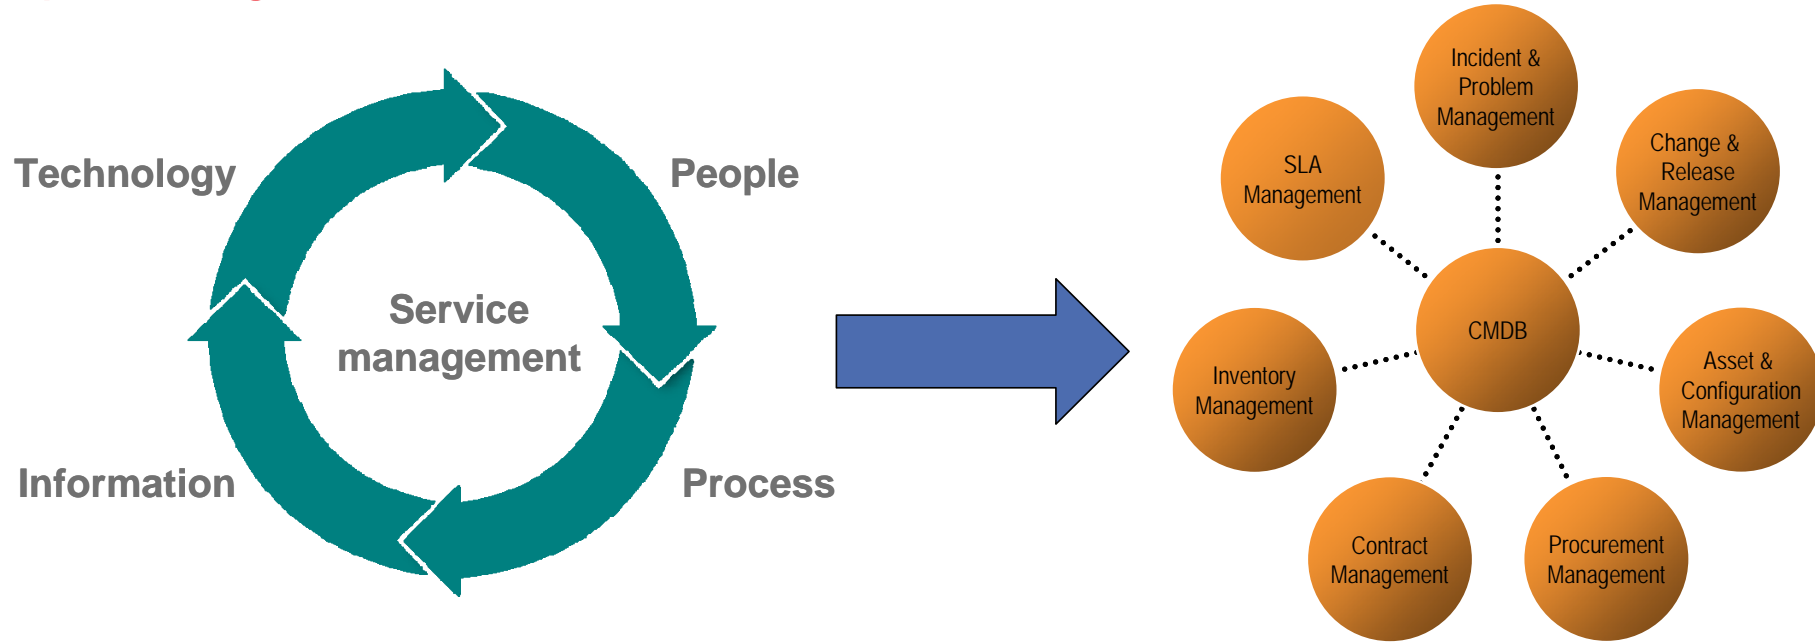 Technology
People
Service
management
Information
Process
Incident &
Problem
Management
SLA
Management
Change &
Release
Management
CMDB
Inventory
Management
Asset &
Configuration
Management
Contract
Management
Procurement
Management